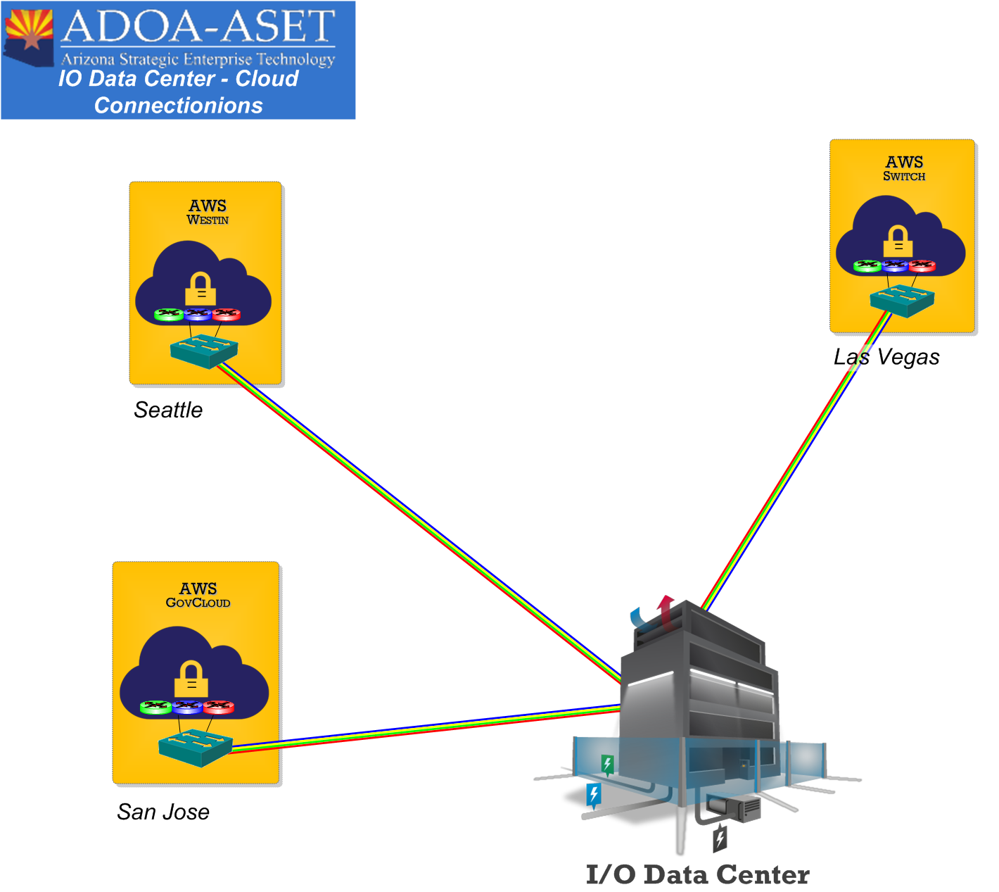 ADOA-ASET
Arizona Strategic Enterprise Technology
IO Data Center - Cloud
Connectionions
AWS
Switch
Las Vegas
AWS
Westin
Seattle
AWS
GovCloud
San Jose
I/O Data Center